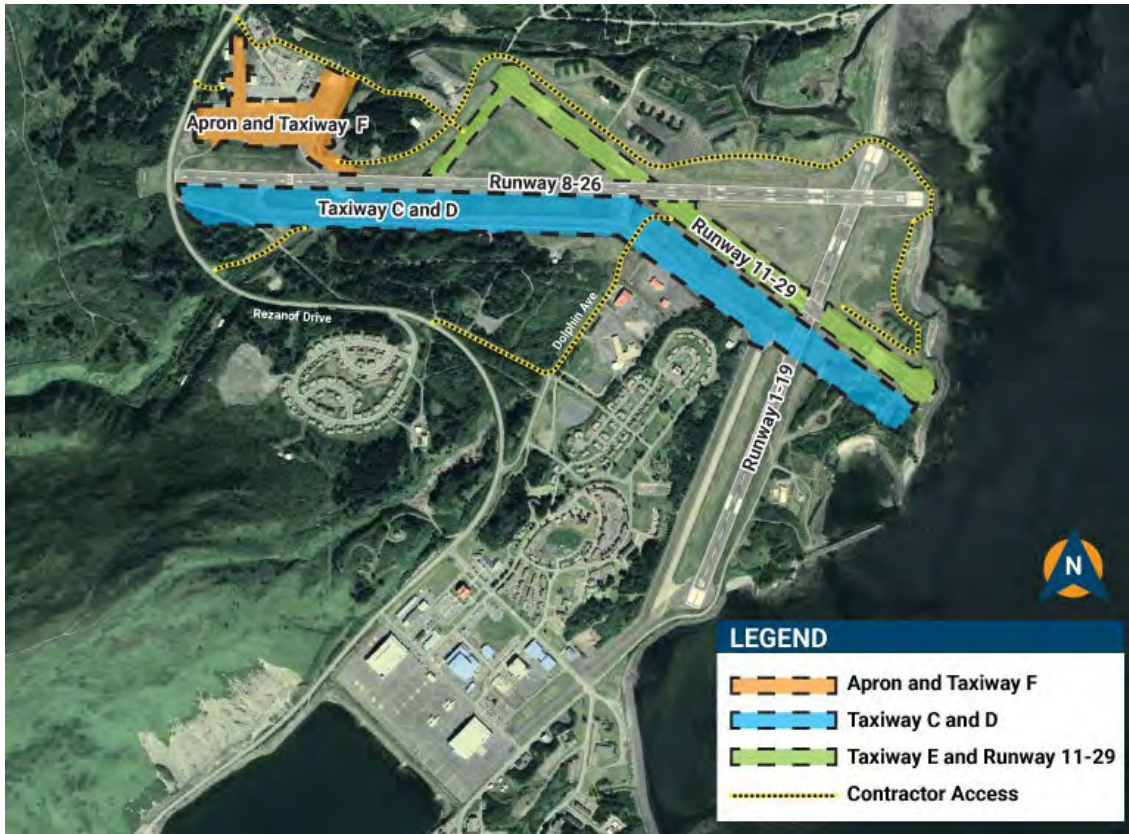 Apron and Taxiway F
Runway 8-26
Taxiway C and D
Runway 11-29
Rezanof Drive
Dolphin Ave
Runway 1-19
N
LEGEND
Apron and Taxiway F
Taxiway C and D
Taxiway E and Runway 11-29
Contractor Access